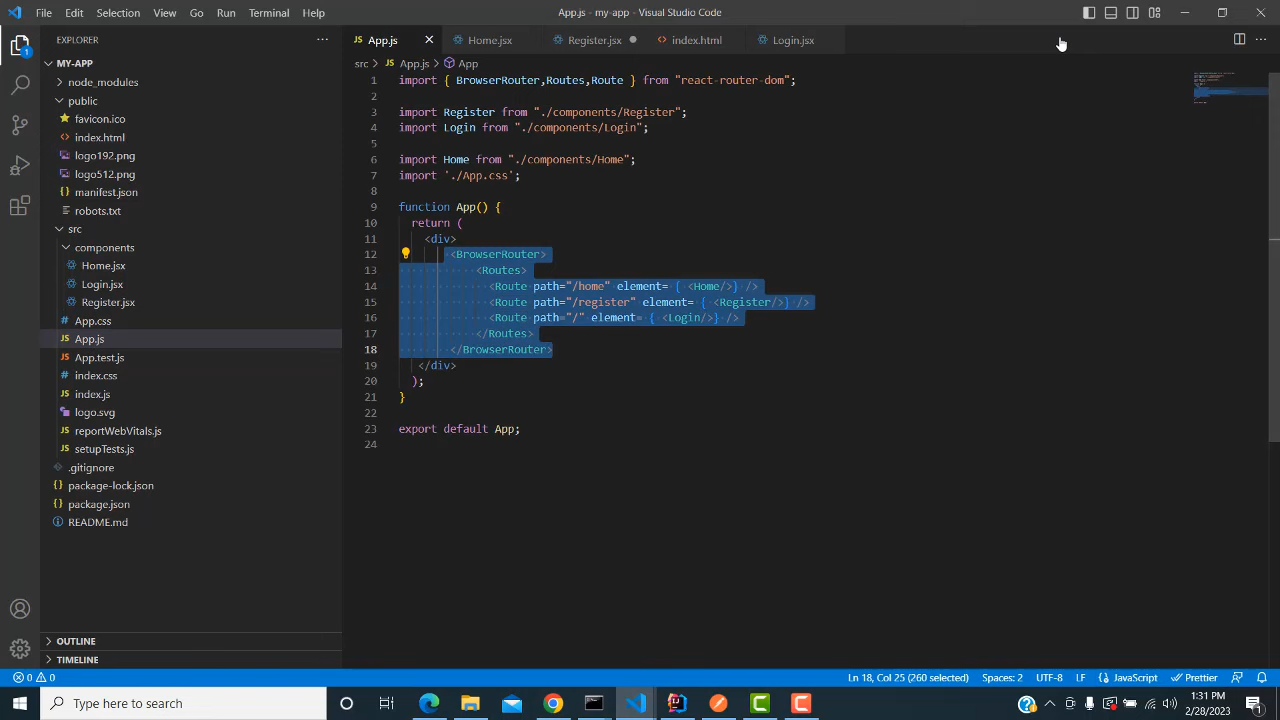 File Edit Selection View Go Run Terminal Help App.js - my-app - Visual Studio Code
EXPLORER
MY-APP
node_modules
public
favicon.ico
index.html
logo192.png
logo512.png
manifest.json
robots.txt
src
components
Home.jsx
Login.jsx
Register.jsx
App.css
App.js
App.test.js
index.css
index.js
logo.svg
reportWebVitals.js
setupTests.js
.gitignore
package-lock.json
package.json
README.md
OUTLINE
TIMELINE
JS App.js Home.jsx Register.jsx index.html Login.jsx
src > JS App.js > App
1 import { BrowserRouter,Routes,Route } from "react-router-dom";
2
3 import Register from "./components/Register";
4 import Login from "./components/Login";
5
6 import Home from "./components/Home";
7 import './App.css';
8
9 function App() {
10 return (
11 <div>
12 <BrowserRouter>
13 <Routes>
14 <Route path="/home" element= { <Home/>} />
15 <Route path="/register" element= { <Register/>} />
16 <Route path="/" element= { <Login/>} />
17 </Routes>
18 </BrowserRouter>
19 </div>
20 );
21 }
22
23 export default App;
24
0 0 Ln 18, Col 25 (260 selected) Spaces: 2 UTF-8 LF JavaScript Prettier
Type here to search
1:31 PM
2/28/2023